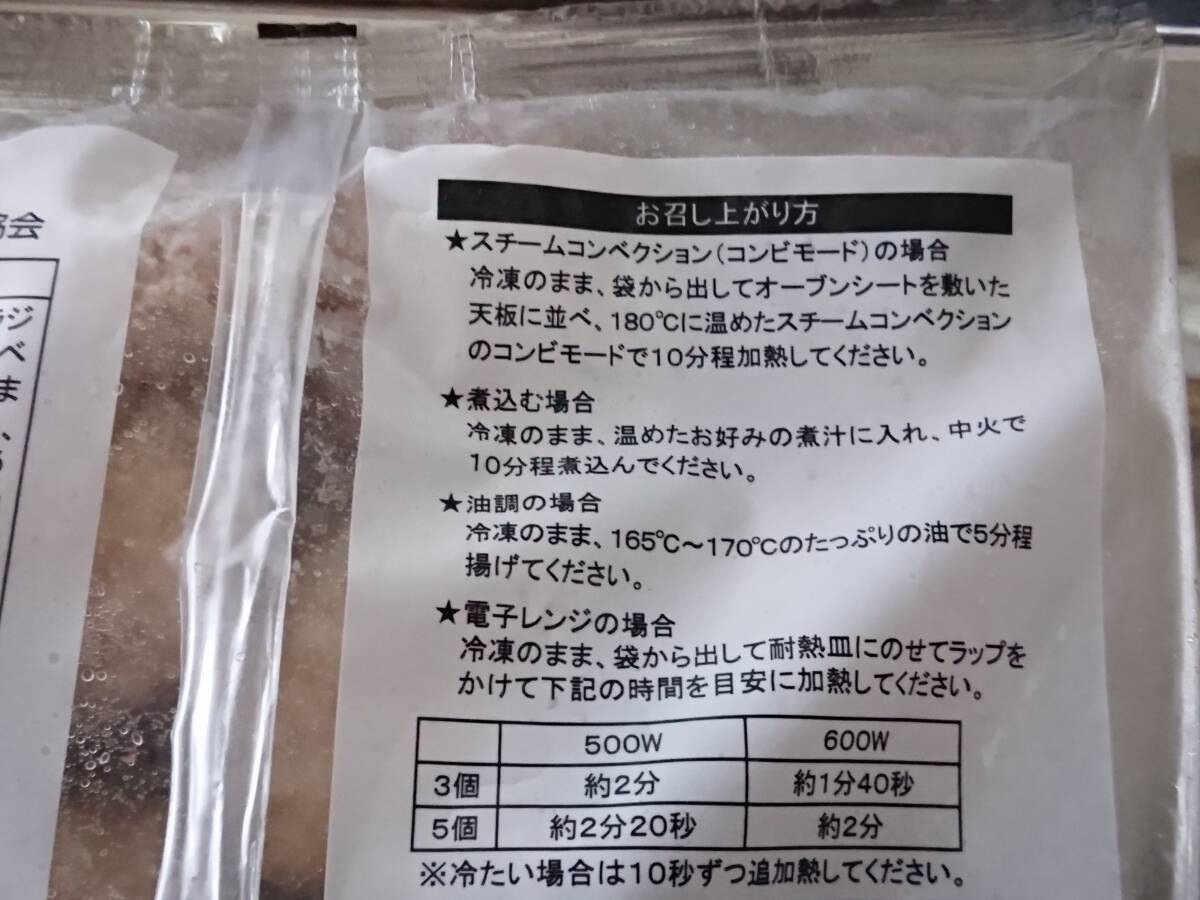 協会
ラジ
べ
ま
、
お召し上がり方
★スチームコンベクション(コンビモード)の場合
冷凍のまま、袋から出してオーブンシートを敷いた
天板に並べ、180℃に温めたスチームコンベクション
のコンビモードで10分程加熱してください。
★煮込む場合
冷凍のまま、温めたお好みの煮汁に入れ、中火で
10分程煮込んでください。
★油調の場合
冷凍のまま、165℃～170℃のたっぷりの油で5分程
揚げてください。
★電子レンジの場合
冷凍のまま、袋から出して耐熱皿にのせてラップを
かけて下記の時間を目安に加熱してください。
500W 600W
3個 約2分 約1分40秒
5個 約2分20秒 約2分
※冷たい場合は10秒ずつ追加熱してください。